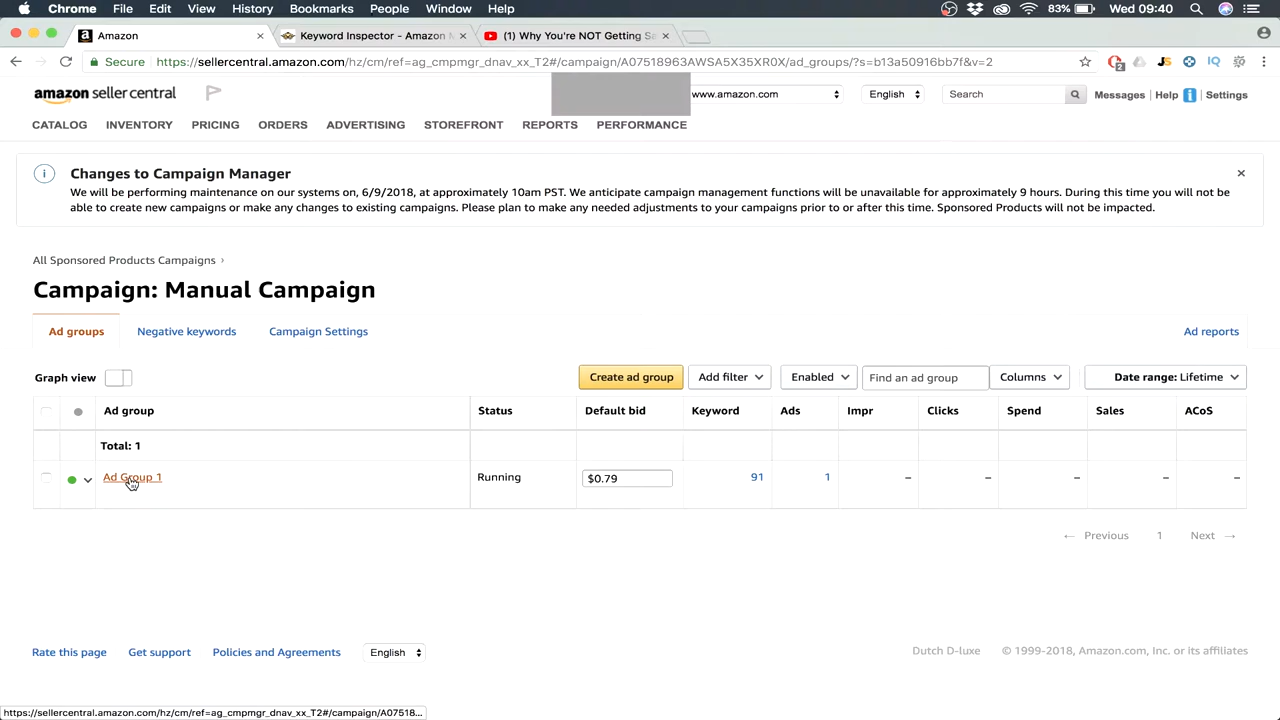 Chrome File Edit View History Bookmarks People Window Help 83% Wed 09:40
Amazon
Keyword Inspector - Amazon M
(1) Why You're NOT Getting Sa
Secure https://sellercentral.amazon.com/hz/cm/ref=ag_cmpmgr_dnav_xx_T2#/campaign/A07518963AWSA5X35XR0X/ad_groups/?s=b13a50916bb7f&v=2
2 JS IQ
amazon seller central www.amazon.com English Search Messages | Help i | Settings
CATALOG INVENTORY PRICING ORDERS ADVERTISING STOREFRONT REPORTS PERFORMANCE
Changes to Campaign Manager
We will be performing maintenance on our systems on, 6/9/2018, at approximately 10am PST. We anticipate campaign management functions will be unavailable for approximately 9 hours. During this time you will not be
able to create new campaigns or make any changes to existing campaigns. Please plan to make any needed adjustments to your campaigns prior to or after this time. Sponsored Products will not be impacted.
All Sponsored Products Campaigns ›
Campaign: Manual Campaign
Ad groups Negative keywords Campaign Settings Ad reports
Graph view Create ad group Add filter Enabled Find an ad group Columns Date range: Lifetime
Ad group Status Default bid Keyword Ads Impr Clicks Spend Sales ACoS
Total: 1
Ad Group 1 Running $0.79 91 1 – – – – –
← Previous 1 Next →
Rate this page Get support Policies and Agreements English Dutch D-luxe © 1999-2018, Amazon.com, Inc. or its affiliates
https://sellercentral.amazon.com/hz/cm/ref=ag_cmpmgr_dnav_xx_T2#/campaign/A07518...